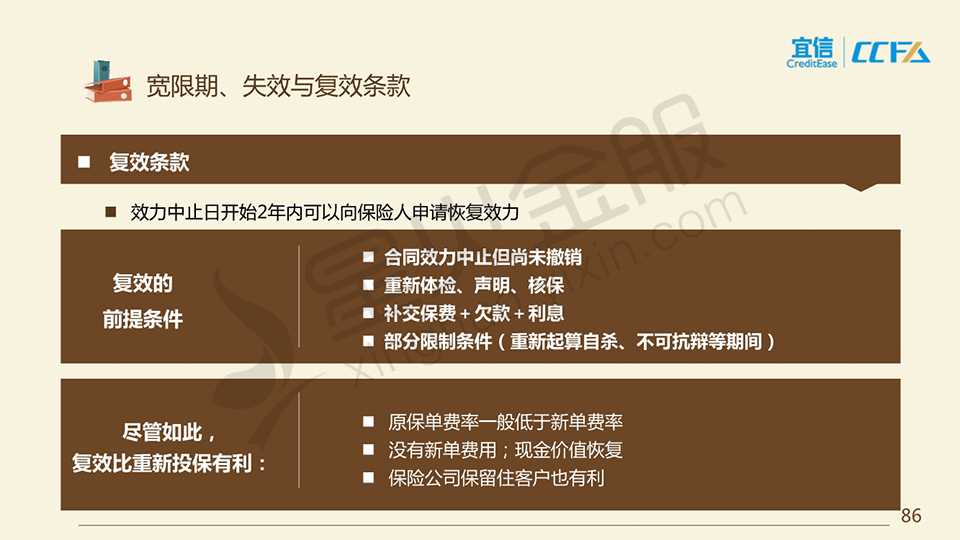 宜信
CreditEase
CCFA
宽限期、失效与复效条款
复效条款
效力中止日开始2年内可以向保险人申请恢复效力
复效的
前提条件
合同效力中止但尚未撤销
重新体检、声明、核保
补交保费+欠款+利息
部分限制条件（重新起算自杀、不可抗辩等期间）
尽管如此，
复效比重新投保有利：
原保单费率一般低于新单费率
没有新单费用；现金价值恢复
保险公司保留住客户也有利
86